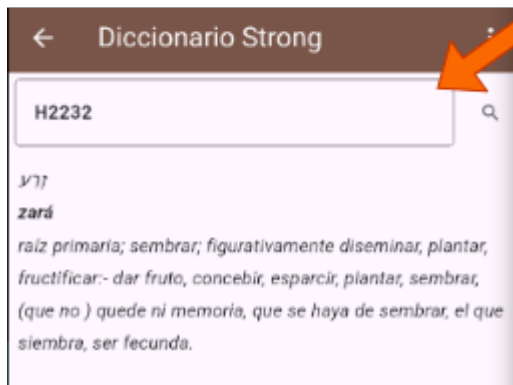 Diccionario Strong
H2232
זרע
zará
raíz primaria; sembrar; figurativamente diseminar, plantar,
fructificar:- dar fruto, concebir, esparcir, plantar, sembrar,
(que no ) quede ni memoria, que se haya de sembrar, el que
siembra, ser fecunda.